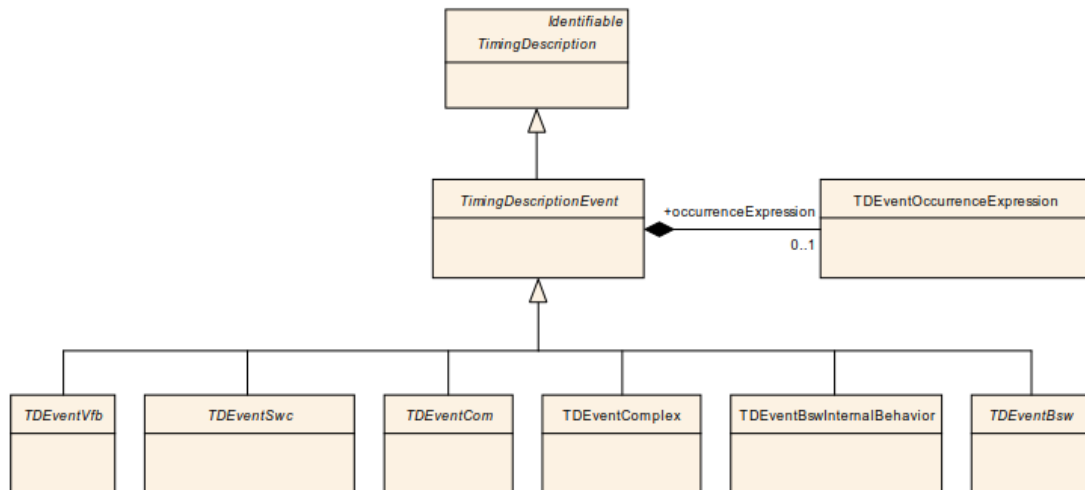 Identifiable
TimingDescription
TimingDescriptionEvent
+occurrenceExpression
0..1
TDEventOccurrenceExpression
TDEventVfb
TDEventSwc
TDEventCom
TDEventComplex
TDEventBswInternalBehavior
TDEventBsw